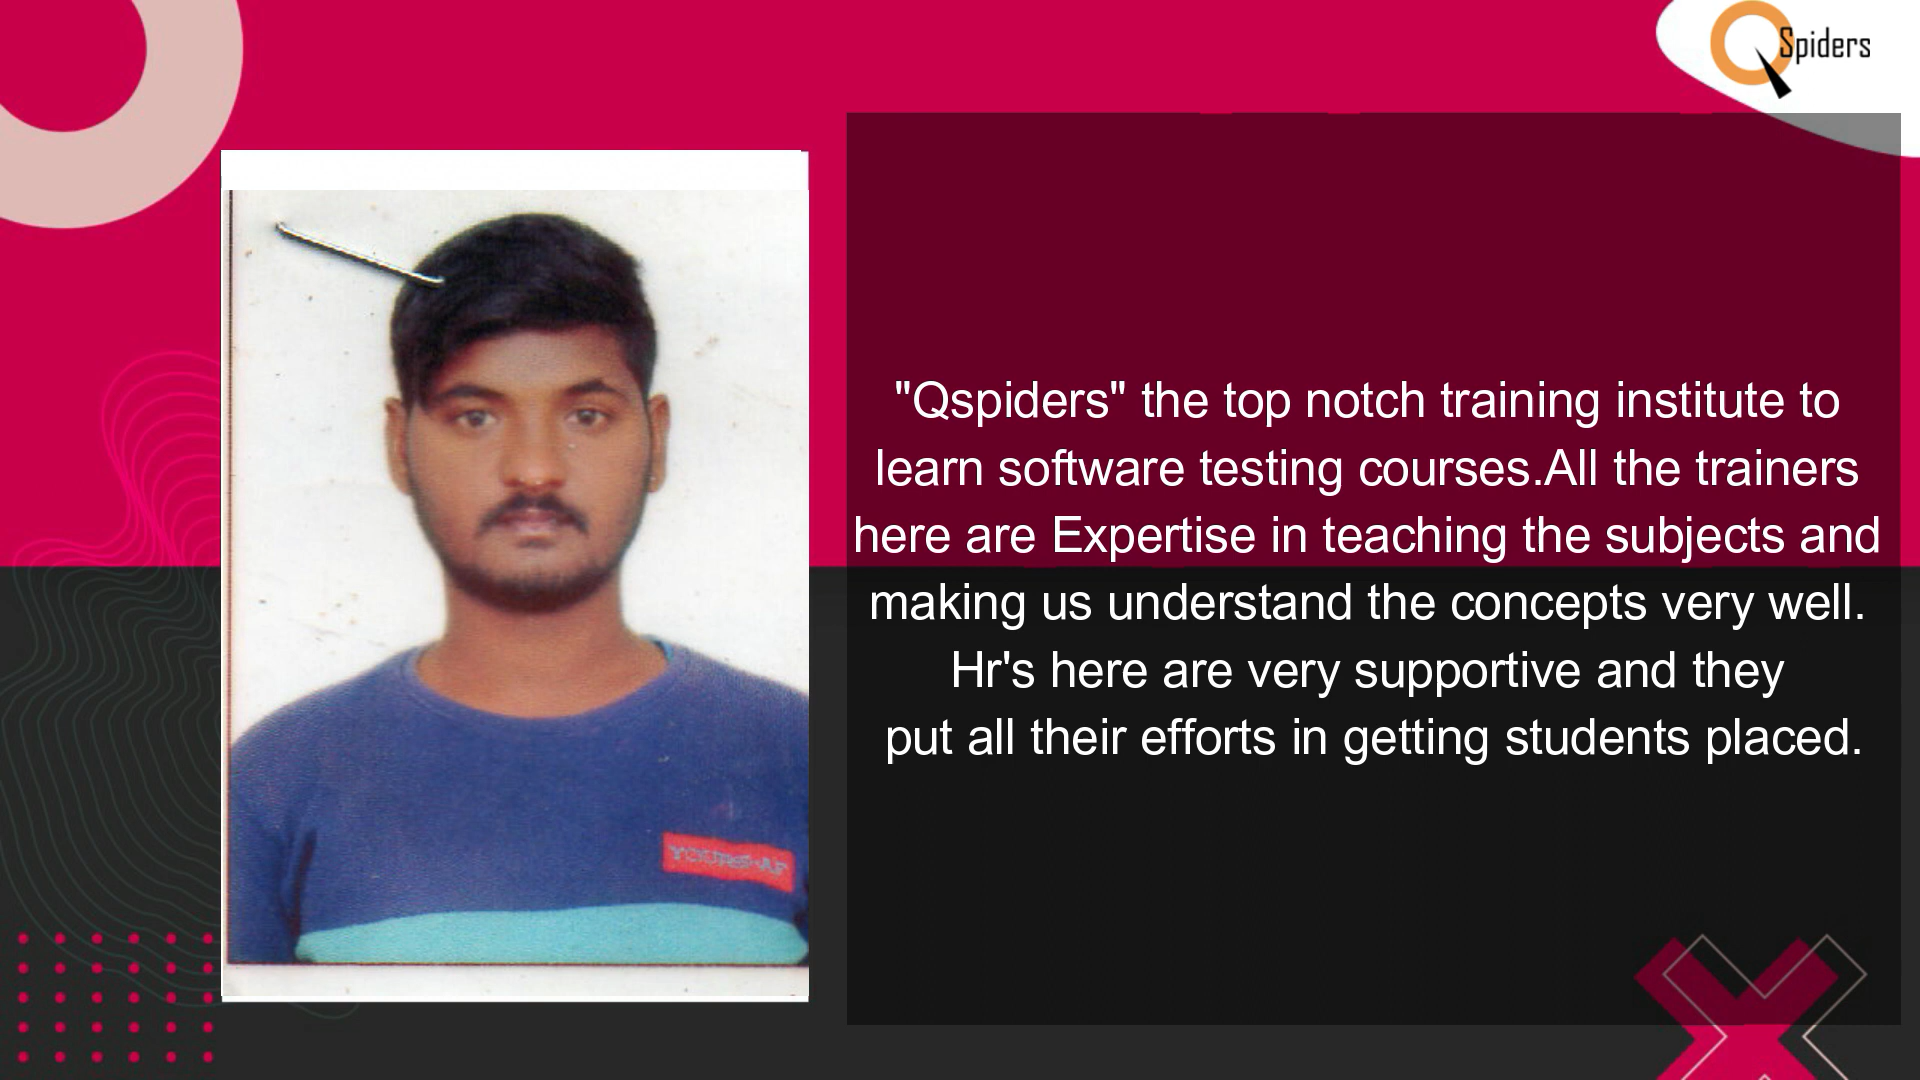 Spiders
"Qspiders" the top notch training institute to
learn software testing courses.All the trainers
here are Expertise in teaching the subjects and
making us understand the concepts very well.
Hr's here are very supportive and they
put all their efforts in getting students placed.